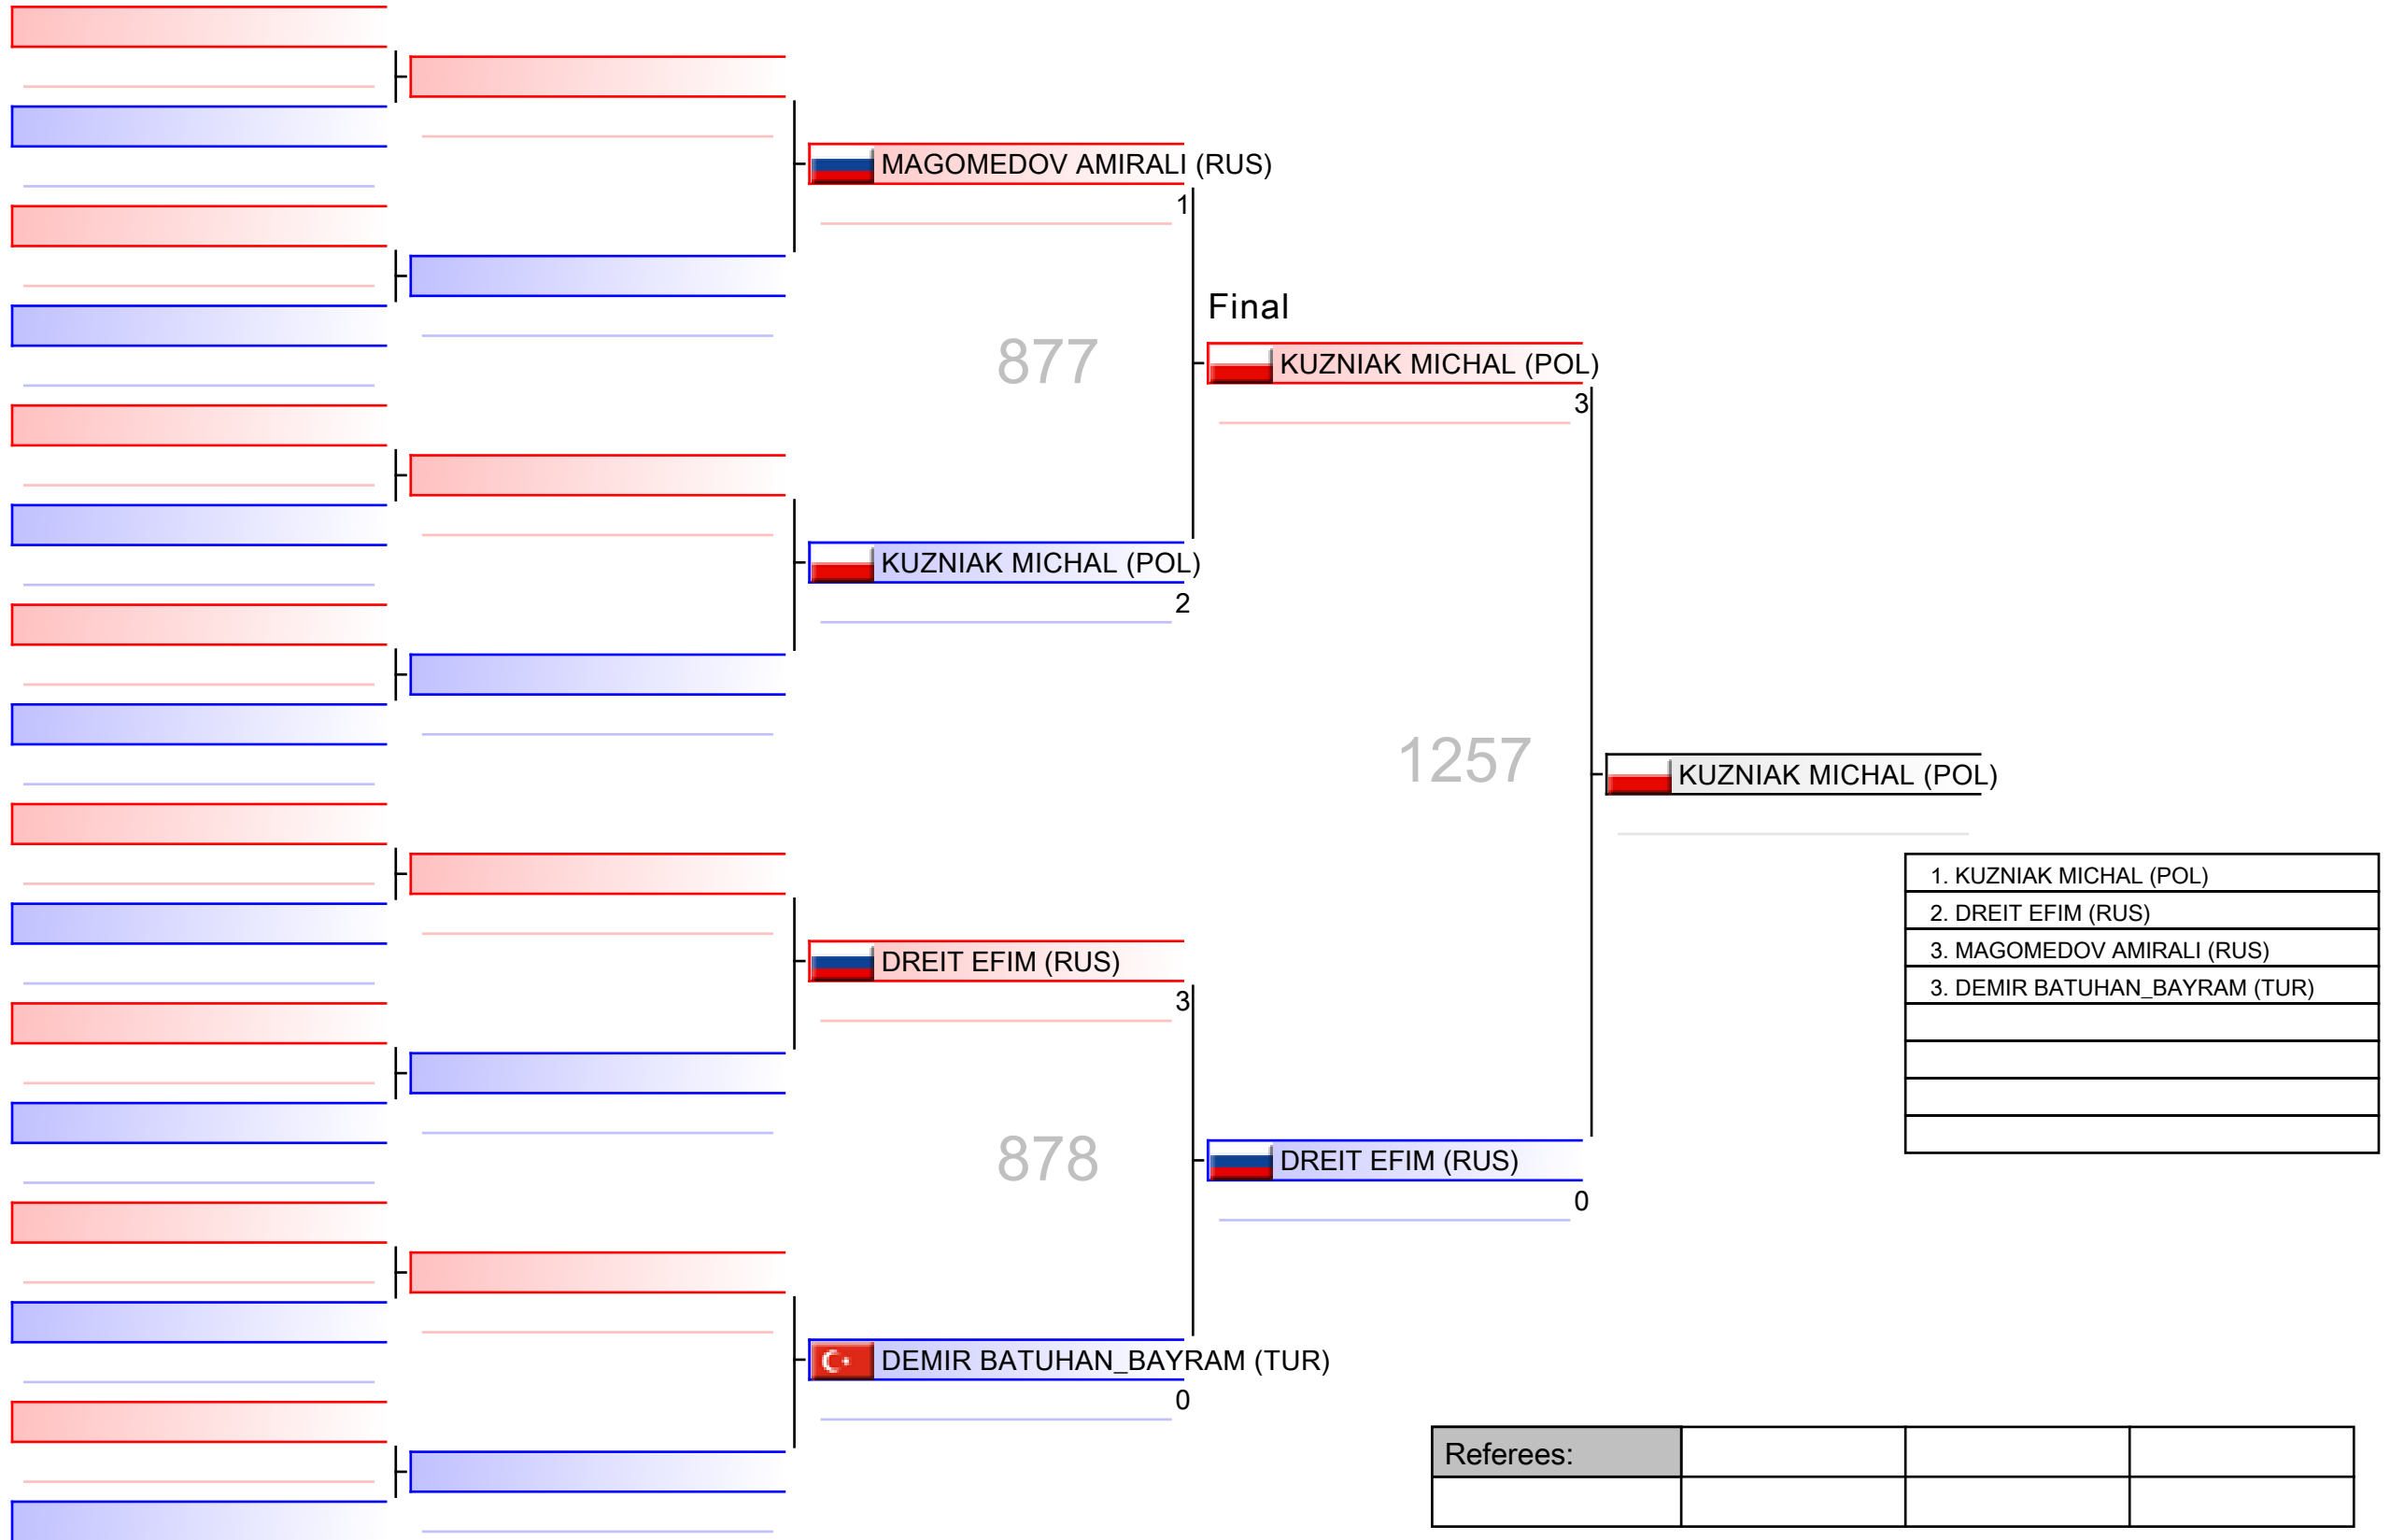 MAGOMEDOV AMIRALI (RUS)
1
Final
877
KUZNIAK MICHAL (POL)
3
KUZNIAK MICHAL (POL)
2
1257
KUZNIAK MICHAL (POL)
1. KUZNIAK MICHAL (POL)
2. DREIT EFIM (RUS)
3. MAGOMEDOV AMIRALI (RUS)
3. DEMIR BATUHAN_BAYRAM (TUR)
DREIT EFIM (RUS)
3
878
DREIT EFIM (RUS)
0
DEMIR BATUHAN_BAYRAM (TUR)
0
Referees: